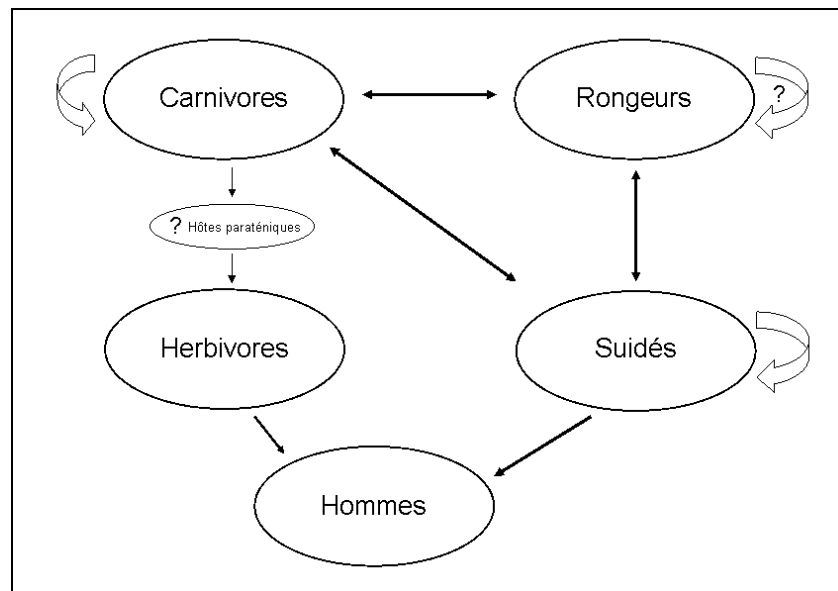 Carnivores
Rongeurs
?
? Hôtes paraténiques
Herbivores
Suidés
Hommes